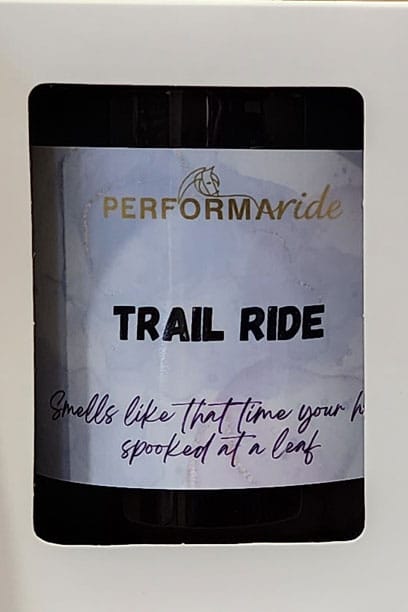 PERFORMAride
TRAIL RIDE
Smells like that time your h
spooked at a leaf